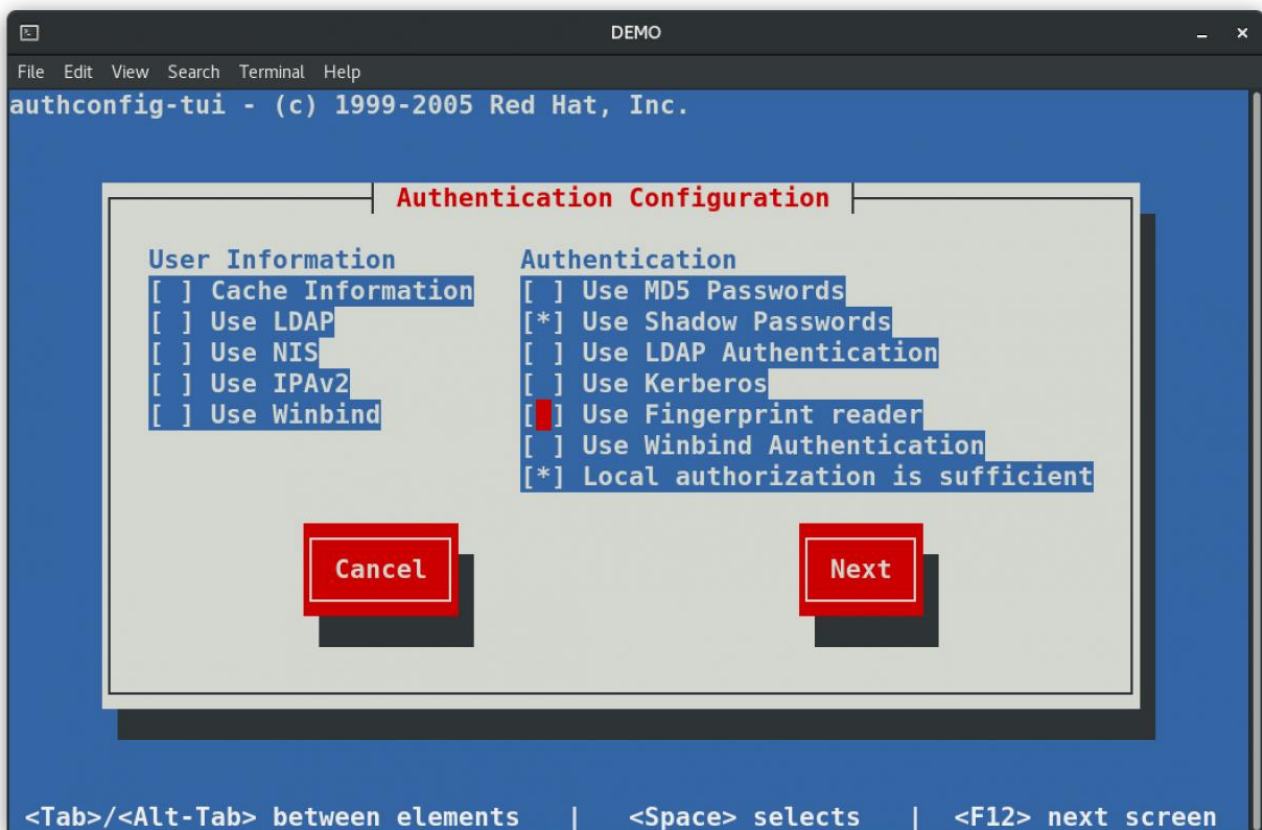 DEMO
File Edit View Search Terminal Help
authconfig-tui - (c) 1999-2005 Red Hat, Inc.
Authentication Configuration
User Information
[ ] Cache Information
[ ] Use LDAP
[ ] Use NIS
[ ] Use IPAv2
[ ] Use Winbind
Authentication
[ ] Use MD5 Passwords
[*] Use Shadow Passwords
[ ] Use LDAP Authentication
[ ] Use Kerberos
[ ] Use Fingerprint reader
[ ] Use Winbind Authentication
[*] Local authorization is sufficient
Cancel
Next
<Tab>/<Alt-Tab> between elements | <Space> selects | <F12> next screen